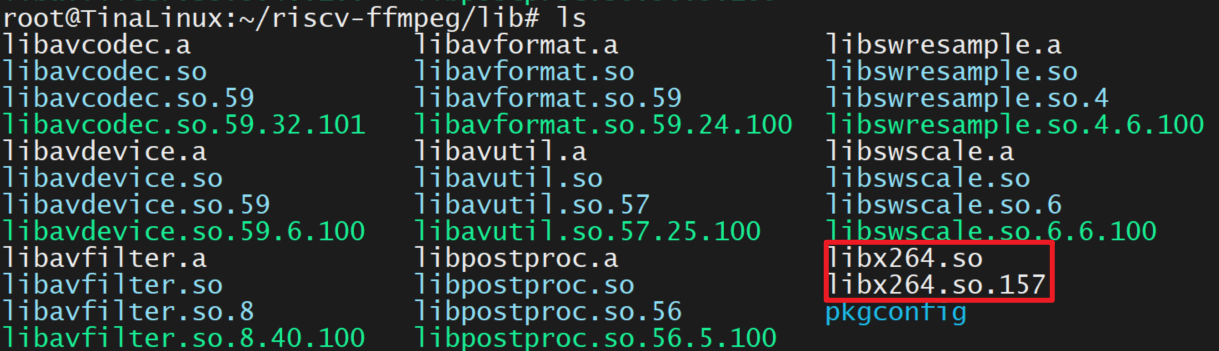 root@TinaLinux:~/riscv-ffmpeg/lib# ls
libavcodec.a libavformat.a libswresample.a
libavcodec.so libavformat.so libswresample.so
libavcodec.so.59 libavformat.so.59 libswresample.so.4
libavcodec.so.59.32.101 libavformat.so.59.24.100 libswresample.so.4.6.100
libavdevice.a libavutil.a libswscale.a
libavdevice.so libavutil.so libswscale.so
libavdevice.so.59 libavutil.so.57 libswscale.so.6
libavdevice.so.59.6.100 libavutil.so.57.25.100 libswscale.so.6.6.100
libavfilter.a libpostproc.a libx264.so
libavfilter.so libpostproc.so libx264.so.157
libavfilter.so.8 libpostproc.so.56 pkgconfig
libavfilter.so.8.40.100 libpostproc.so.56.5.100